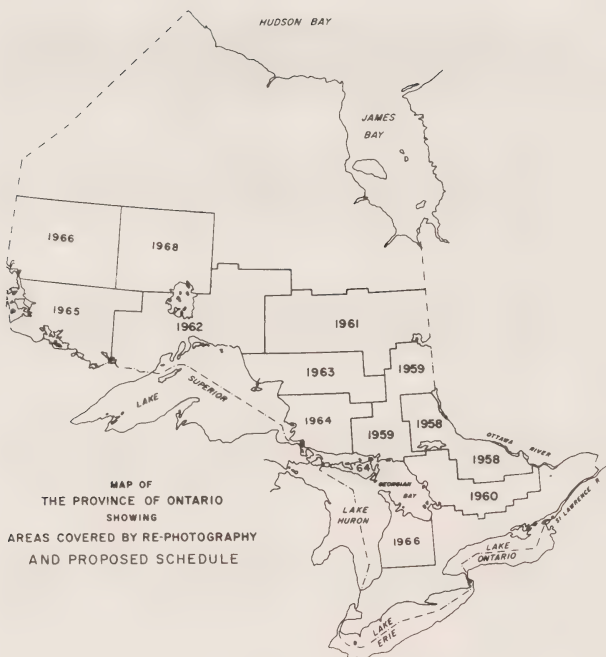 HUDSON BAY
JAMES
BAY
1966
1968
1965
1962
1961
1963
1959
1964
1959
1958
OTTAWA RIVER
1958
1960
LAKE SUPERIOR
64
GEORGIAN
BAY
LAKE
HURON
1966
ST LAWRENCE R
LAKE
ONTARIO
LAKE
ERIE
MAP OF
THE PROVINCE OF ONTARIO
SHOWING
AREAS COVERED BY RE-PHOTOGRAPHY
AND PROPOSED SCHEDULE